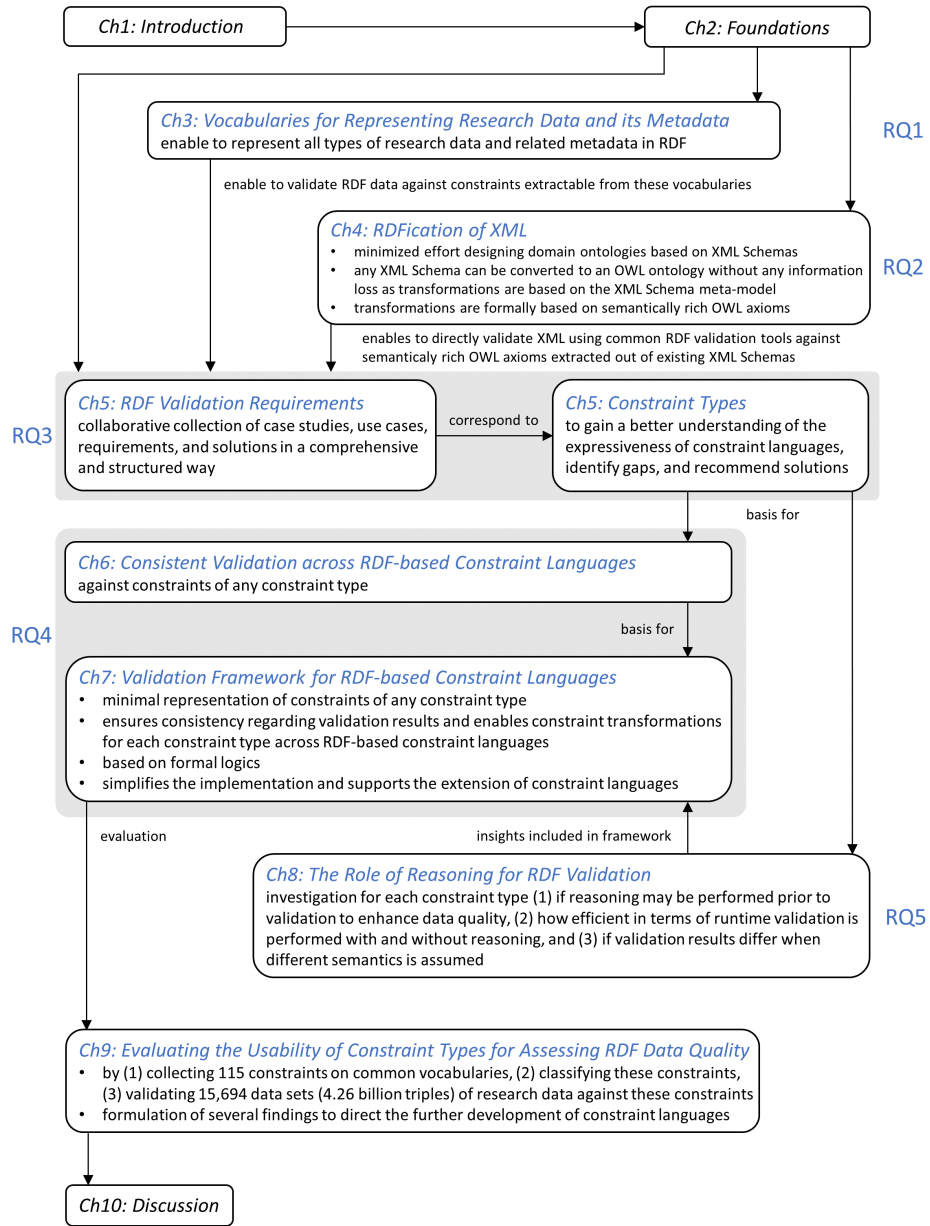 Ch1: Introduction
Ch2: Foundations
Ch3: Vocabularies for Representing Research Data and its Metadata
enable to represent all types of research data and related metadata in RDF
RQ1
enable to validate RDF data against constraints extractable from these vocabularies
Ch4: RDFication of XML
• minimized effort designing domain ontologies based on XML Schemas
• any XML Schema can be converted to an OWL ontology without any information
loss as transformations are based on the XML Schema meta-model
• transformations are formally based on semantically rich OWL axioms
RQ2
enables to directly validate XML using common RDF validation tools against
semanticaly rich OWL axioms extracted out of existing XML Schemas
RQ3
Ch5: RDF Validation Requirements
collaborative collection of case studies, use cases,
requirements, and solutions in a comprehensive
and structured way
correspond to
Ch5: Constraint Types
to gain a better understanding of the
expressiveness of constraint languages,
identify gaps, and recommend solutions
basis for
Ch6: Consistent Validation across RDF-based Constraint Languages
against constraints of any constraint type
RQ4
basis for
Ch7: Validation Framework for RDF-based Constraint Languages
• minimal representation of constraints of any constraint type
• ensures consistency regarding validation results and enables constraint transformations
for each constraint type across RDF-based constraint languages
• based on formal logics
• simplifies the implementation and supports the extension of constraint languages
evaluation
insights included in framework
Ch8: The Role of Reasoning for RDF Validation
investigation for each constraint type (1) if reasoning may be performed prior to
validation to enhance data quality, (2) how efficient in terms of runtime validation is
performed with and without reasoning, and (3) if validation results differ when
different semantics is assumed
RQ5
Ch9: Evaluating the Usability of Constraint Types for Assessing RDF Data Quality
• by (1) collecting 115 constraints on common vocabularies, (2) classifying these constraints,
(3) validating 15,694 data sets (4.26 billion triples) of research data against these constraints
• formulation of several findings to direct the further development of constraint languages
Ch10: Discussion